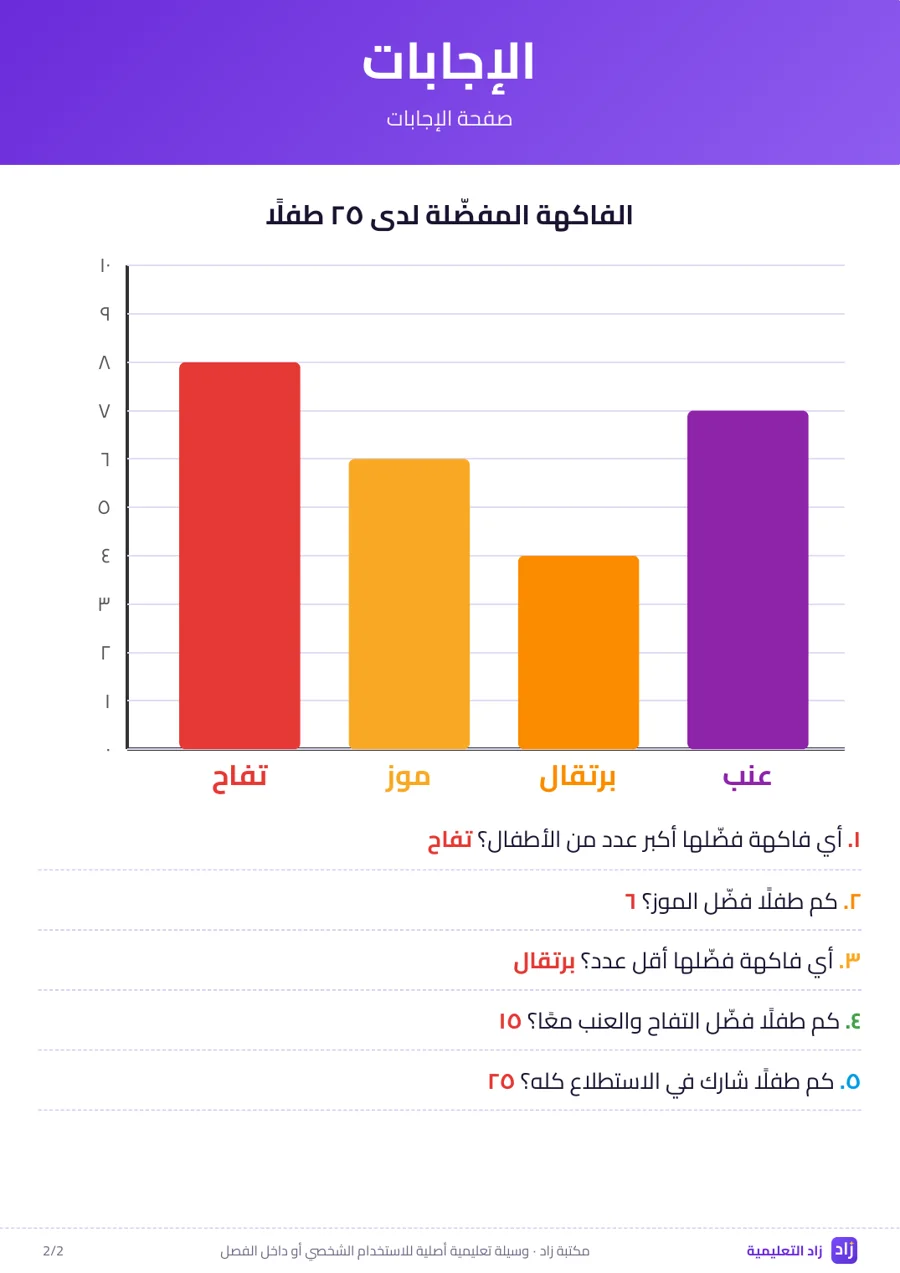 الإجابات
صفحة الإجابات
الفاكهة المفضّلة لدى ٢٥ طفلًا
١٠
٩
٨
٧
٦
٥
٤
٣
٢
١
٠
تفاح
موز
برتقال
عنب
١. أي فاكهة فضّلها أكبر عدد من الأطفال؟ تفاح
٢. كم طفلًا فضّل الموز؟ ٦
٣. أي فاكهة فضّلها أقل عدد؟ برتقال
٤. كم طفلًا فضّل التفاح والعنب معًا؟ ١٥
٥. كم طفلًا شارك في الاستطلاع كله؟ ٢٥
زاد زاد التعليمية
مكتبة زاد · وسيلة تعليمية أصلية للاستخدام الشخصي أو داخل الفصل
2/2